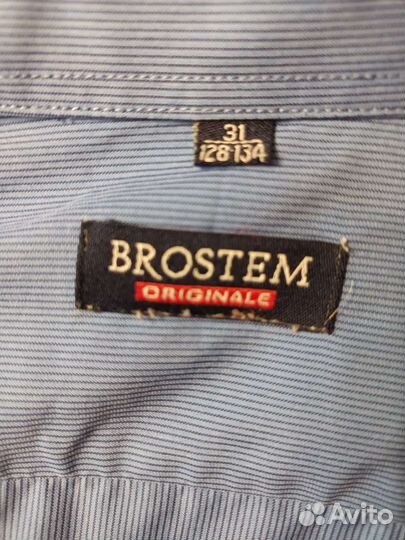 31
128-134
BROSTEM
ORIGINALE
Avito